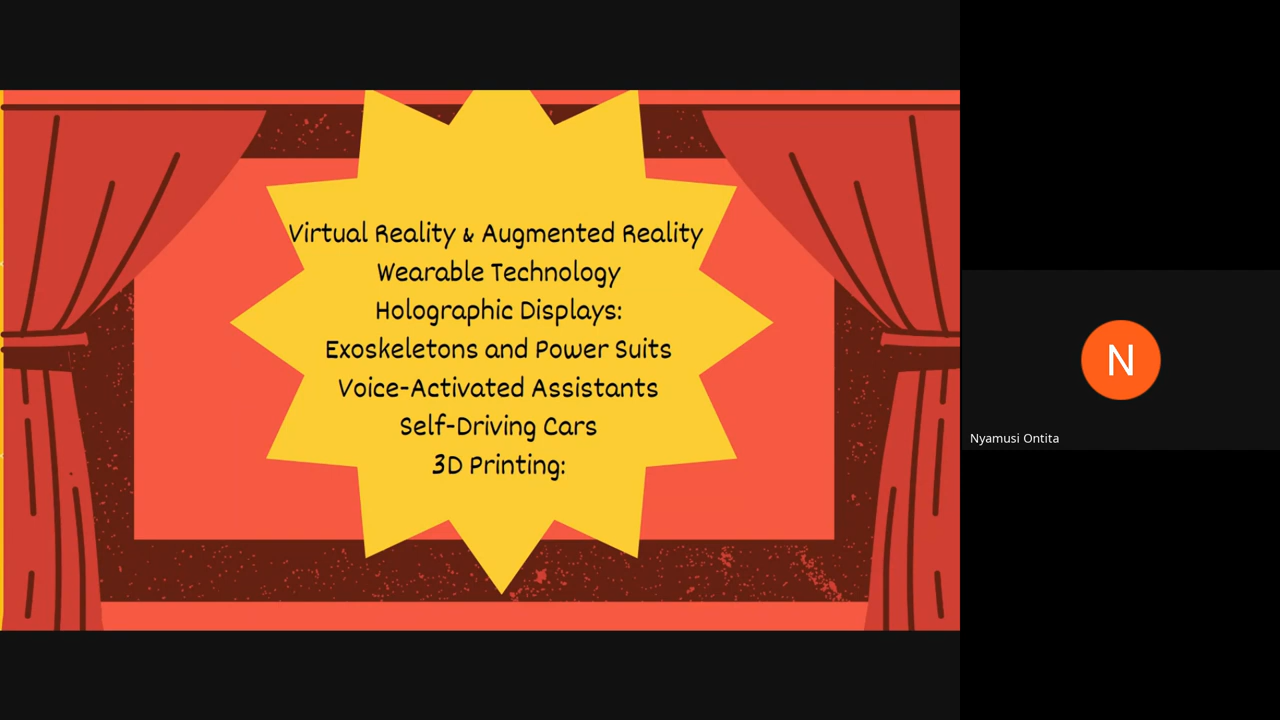 Virtual Reality & Augmented Reality
Wearable Technology
Holographic Displays:
Exoskeletons and Power Suits
Voice-Activated Assistants
Self-Driving Cars
3D Printing:
N
Nyamusi Ontita